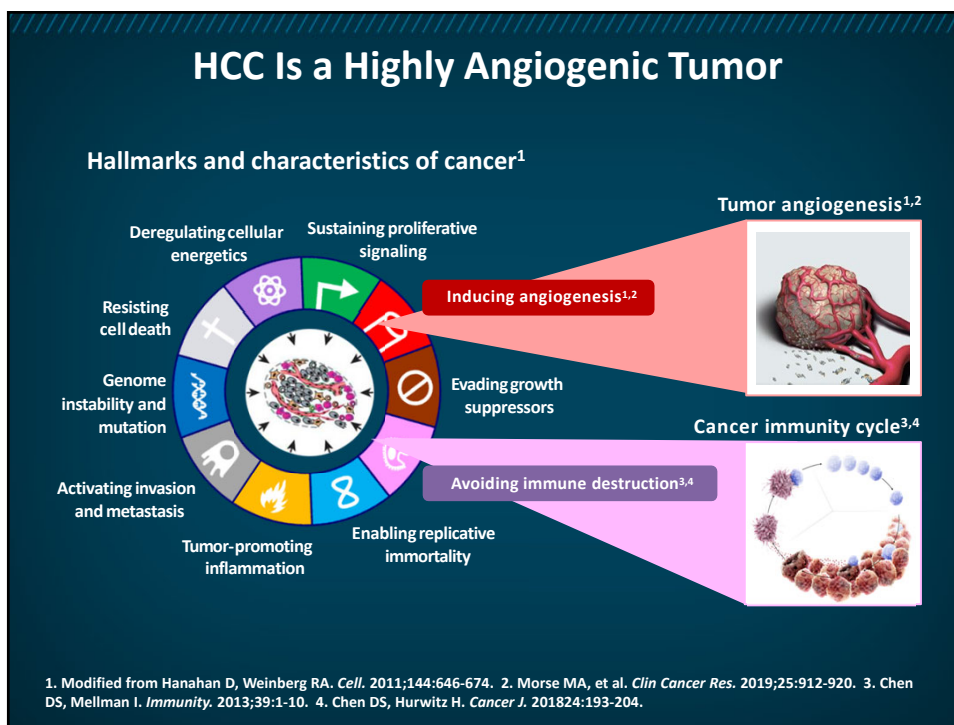 HCC Is a Highly Angiogenic Tumor
Hallmarks and characteristics of cancer1
Tumor angiogenesis1,2
Deregulating cellular
energetics
Sustaining proliferative
signaling
Inducing angiogenesis1,2
Resisting
cell death
Genome
instability and
mutation
Evading growth
suppressors
Cancer immunity cycle3,4
Avoiding immune destruction3,4
Activating invasion
and metastasis
Tumor-promoting
inflammation
Enabling replicative
immortality
1. Modified from Hanahan D, Weinberg RA. Cell. 2011;144:646-674. 2. Morse MA, et al. Clin Cancer Res. 2019;25:912-920. 3. Chen
DS, Mellman I. Immunity. 2013;39:1-10. 4. Chen DS, Hurwitz H. Cancer J. 201824:193-204.